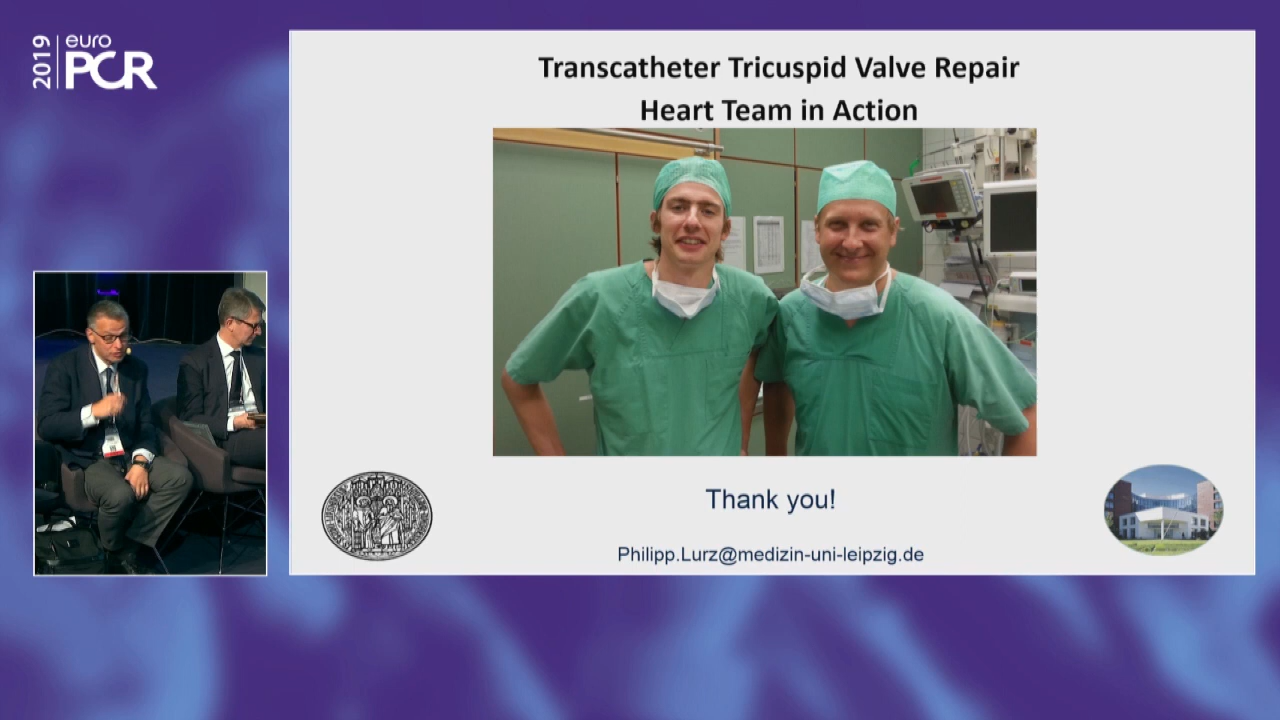 2019
euro
PCR
Transcatheter Tricuspid Valve Repair
Heart Team in Action
Thank you!
Philipp.Lurz@medizin-uni-leipzig.de